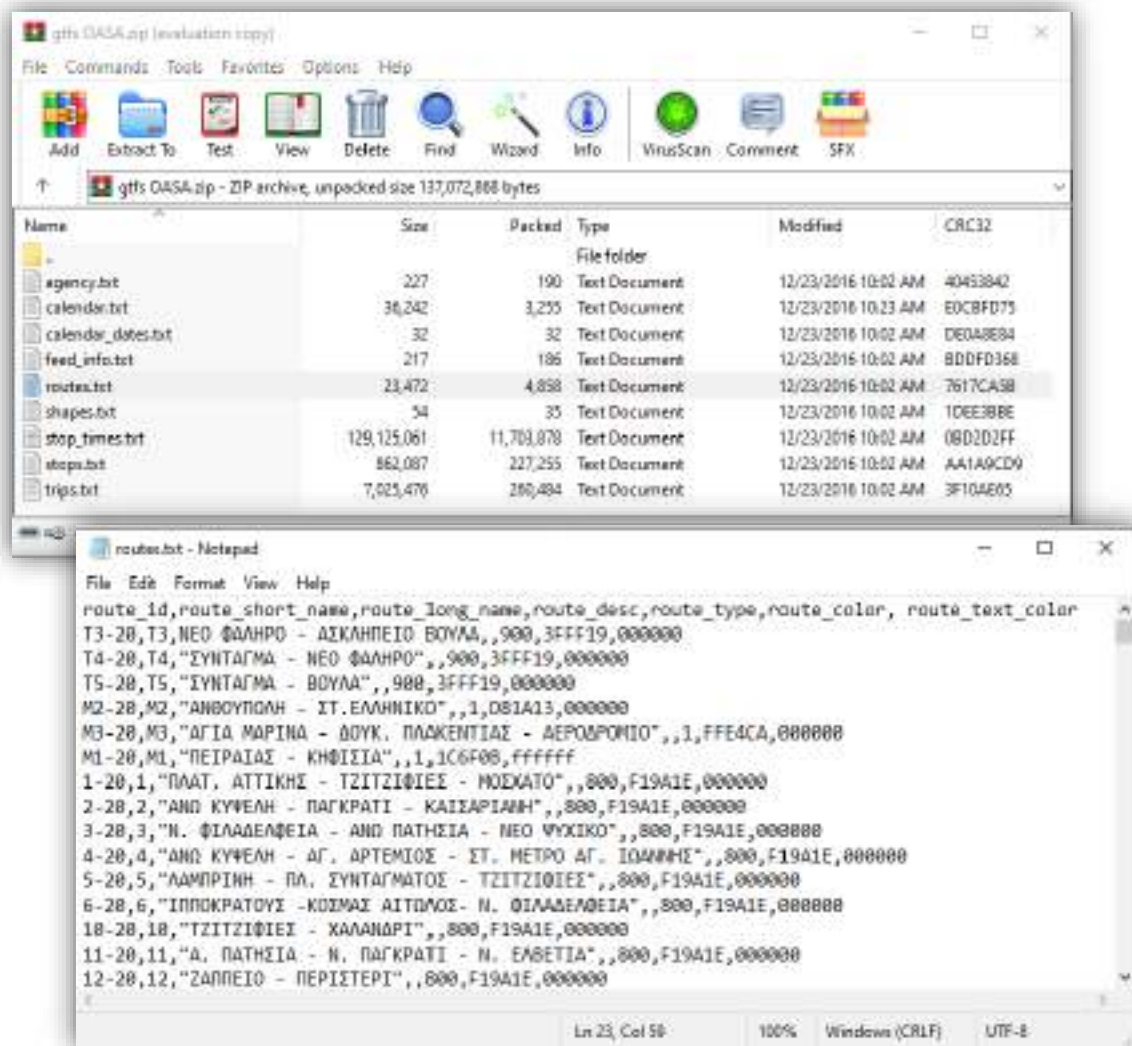 gtfs OASA.zip (evaluation copy)
File Commands Tools Favorites Options Help
Add Extract To Test View Delete Find Wizard Info VirusScan Comment SFX
gtfs OASA.zip - ZIP archive, unpacked size 137,072,868 bytes
Name Size Packed Type Modified CRC32
.. File folder
agency.txt 227 190 Text Document 12/23/2016 10:02 AM 40453842
calendar.txt 36,242 3,255 Text Document 12/23/2016 10:23 AM E0CBFD75
calendar_dates.txt 32 32 Text Document 12/23/2016 10:02 AM DE0A8E84
feed_info.txt 217 186 Text Document 12/23/2016 10:02 AM BDDFD368
routes.txt 23,472 4,858 Text Document 12/23/2016 10:02 AM 7617CA5B
shapes.txt 54 35 Text Document 12/23/2016 10:02 AM 1DEE3BBE
stop_times.txt 129,125,061 11,703,878 Text Document 12/23/2016 10:02 AM 0BD2D2FF
stops.txt 862,087 227,255 Text Document 12/23/2016 10:02 AM AA1A9CD9
trips.txt 7,025,476 260,484 Text Document 12/23/2016 10:02 AM 3F10AE65
routes.txt - Notepad
File Edit Format View Help
route_id,route_short_name,route_long_name,route_desc,route_type,route_color, route_text_color
T3-20,T3,ΝΕΟ ΦΑΛΗΡΟ - ΑΣΚΛΗΠΕΙΟ ΒΟΥΛΑ,,900,3FFF19,000000
T4-20,T4,"ΣΥΝΤΑΓΜΑ - ΝΕΟ ΦΑΛΗΡΟ",,900,3FFF19,000000
T5-20,T5,"ΣΥΝΤΑΓΜΑ - ΒΟΥΛΑ",,900,3FFF19,000000
M2-20,M2,"ΑΝΘΟΥΠΟΛΗ - ΣΤ.ΕΛΛΗΝΙΚΟ",,1,D81A13,000000
M3-20,M3,"ΑΓΙΑ ΜΑΡΙΝΑ - ΔΟΥΚ. ΠΛΑΚΕΝΤΙΑΣ - ΑΕΡΟΔΡΟΜΙΟ",,1,FFE4CA,000000
M1-20,M1,"ΠΕΙΡΑΙΑΣ - ΚΗΦΙΣΙΑ",,1,1C6F0B,ffffff
1-20,1,"ΠΛΑΤ. ΑΤΤΙΚΗΣ - ΤΖΙΤΖΙΦΙΕΣ - ΜΟΣΧΑΤΟ",,800,F19A1E,000000
2-20,2,"ΑΝΩ ΚΥΨΕΛΗ - ΠΑΓΚΡΑΤΙ - ΚΑΙΣΑΡΙΑΝΗ",,800,F19A1E,000000
3-20,3,"Ν. ΦΙΛΑΔΕΛΦΕΙΑ - ΑΝΩ ΠΑΤΗΣΙΑ - ΝΕΟ ΨΥΧΙΚΟ",,800,F19A1E,000000
4-20,4,"ΑΝΩ ΚΥΨΕΛΗ - ΑΓ. ΑΡΤΕΜΙΟΣ - ΣΤ. ΜΕΤΡΟ ΑΓ. ΙΩΑΝΝΗΣ",,800,F19A1E,000000
5-20,5,"ΛΑΜΠΡΙΝΗ - ΠΛ. ΣΥΝΤΑΓΜΑΤΟΣ - ΤΖΙΤΖΙΦΙΕΣ",,800,F19A1E,000000
6-20,6,"ΙΠΠΟΚΡΑΤΟΥΣ -ΚΟΣΜΑΣ ΑΙΤΩΛΟΣ- Ν. ΦΙΛΑΔΕΛΦΕΙΑ",,800,F19A1E,000000
10-20,10,"ΤΖΙΤΖΙΦΙΕΣ - ΧΑΛΑΝΔΡΙ",,800,F19A1E,000000
11-20,11,"Α. ΠΑΤΗΣΙΑ - Ν. ΠΑΓΚΡΑΤΙ - Ν. ΕΛΒΕΤΙΑ",,800,F19A1E,000000
12-20,12,"ΖΑΠΠΕΙΟ - ΠΕΡΙΣΤΕΡΙ",,800,F19A1E,000000
Ln 23, Col 50 100% Windows (CRLF) UTF-8